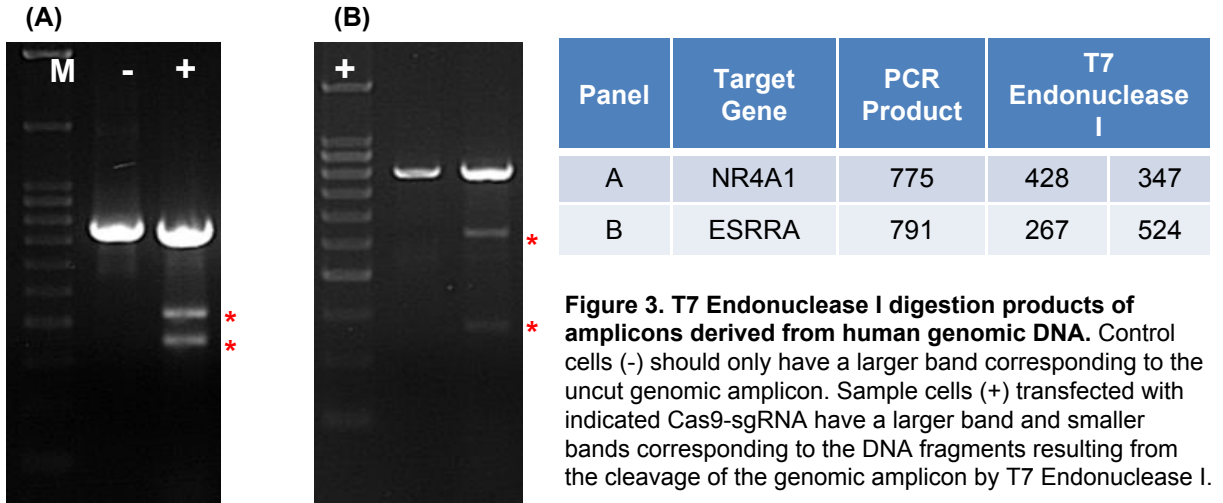 (A)
M - +
*
*
(B)
+
*
*
Panel Target Gene PCR Product T7 Endonuclease I
A NR4A1 775 428 347
B ESRRA 791 267 524
Figure 3. T7 Endonuclease I digestion products of
amplicons derived from human genomic DNA. Control
cells (-) should only have a larger band corresponding to the
uncut genomic amplicon. Sample cells (+) transfected with
indicated Cas9-sgRNA have a larger band and smaller
bands corresponding to the DNA fragments resulting from
the cleavage of the genomic amplicon by T7 Endonuclease I.